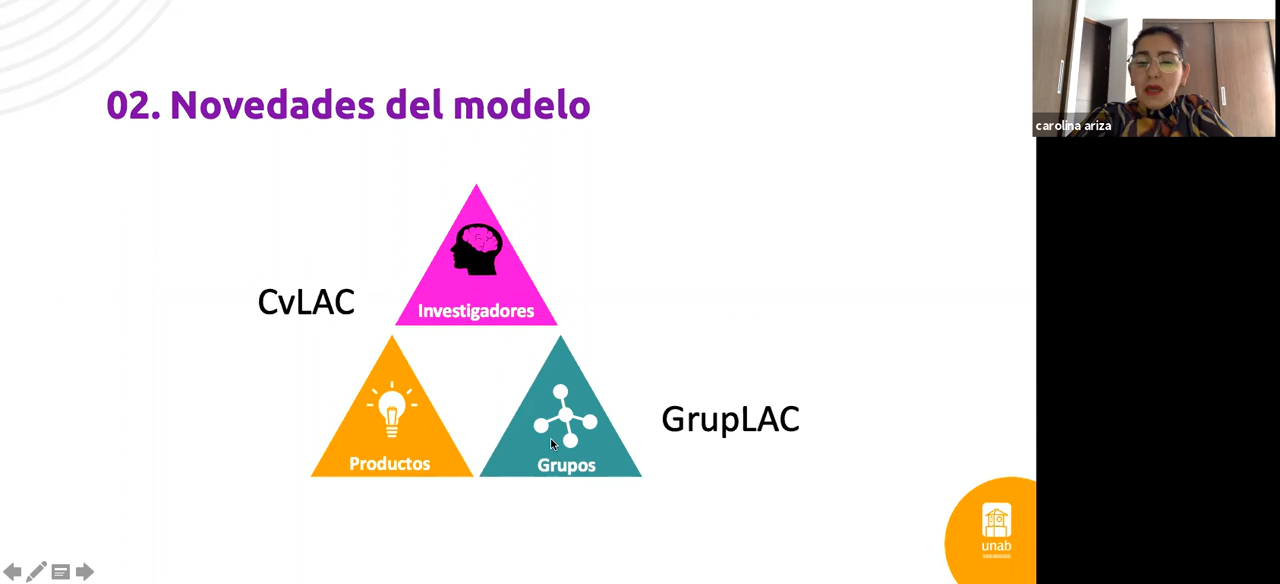 02. Novedades del modelo
carolina ariza
CvLAC
Investigadores
Productos
Grupos
GrupLAC
unab